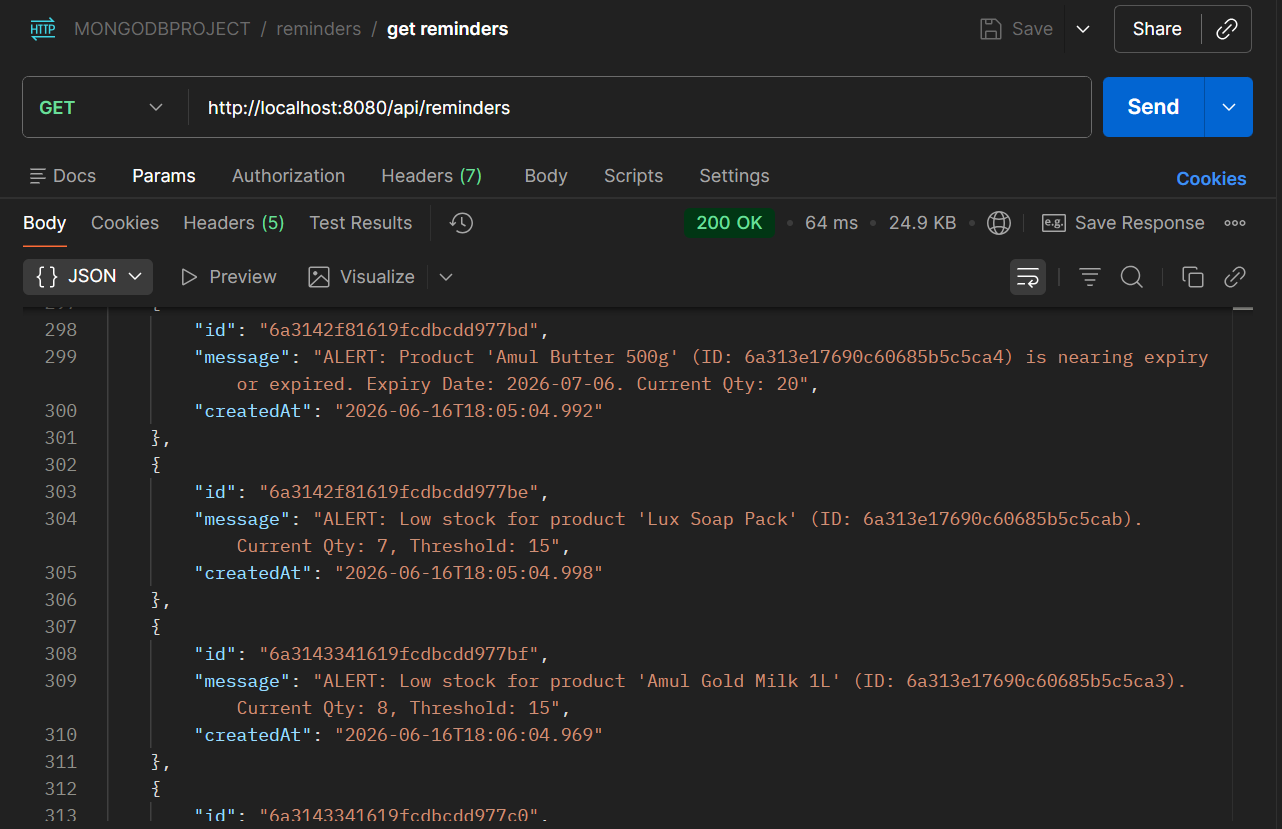 HTTP MONGODBPROJECT / reminders / get reminders Save Share
GET http://localhost:8080/api/reminders Send
Docs Params Authorization Headers (7) Body Scripts Settings Cookies
Body Cookies Headers (5) Test Results 200 OK • 64 ms • 24.9 KB • e.g. Save Response
{} JSON Preview Visualize
297 {
298 "id": "6a3142f81619fcdbcdd977bd",
299 "message": "ALERT: Product 'Amul Butter 500g' (ID: 6a313e17690c60685b5c5ca4) is nearing expiry
or expired. Expiry Date: 2026-07-06. Current Qty: 20",
300 "createdAt": "2026-06-16T18:05:04.992"
301 },
302 {
303 "id": "6a3142f81619fcdbcdd977be",
304 "message": "ALERT: Low stock for product 'Lux Soap Pack' (ID: 6a313e17690c60685b5c5cab).
Current Qty: 7, Threshold: 15",
305 "createdAt": "2026-06-16T18:05:04.998"
306 },
307 {
308 "id": "6a3143341619fcdbcdd977bf",
309 "message": "ALERT: Low stock for product 'Amul Gold Milk 1L' (ID: 6a313e17690c60685b5c5ca3).
Current Qty: 8, Threshold: 15",
310 "createdAt": "2026-06-16T18:06:04.969"
311 },
312 {
313 "id": "6a3143341619fcdbcdd977c0",